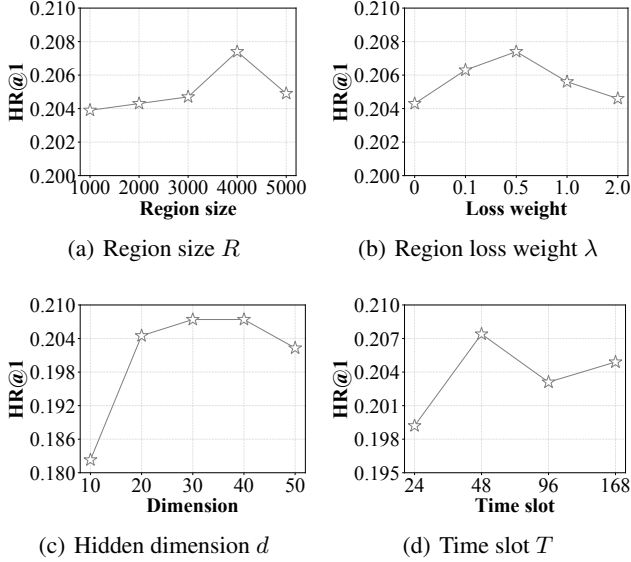 HR@1
0.210
0.208
0.206
0.204
0.202
0.200
1000 2000 3000 4000 5000
Region size
(a) Region size R
HR@1
0.210
0.208
0.206
0.204
0.202
0.200
0 0.1 0.5 1.0 2.0
Loss weight
(b) Region loss weight λ
HR@1
0.210
0.204
0.198
0.192
0.186
0.180
10 20 30 40 50
Dimension
(c) Hidden dimension d
HR@1
0.210
0.207
0.204
0.201
0.198
0.195
24 48 96 168
Time slot
(d) Time slot T